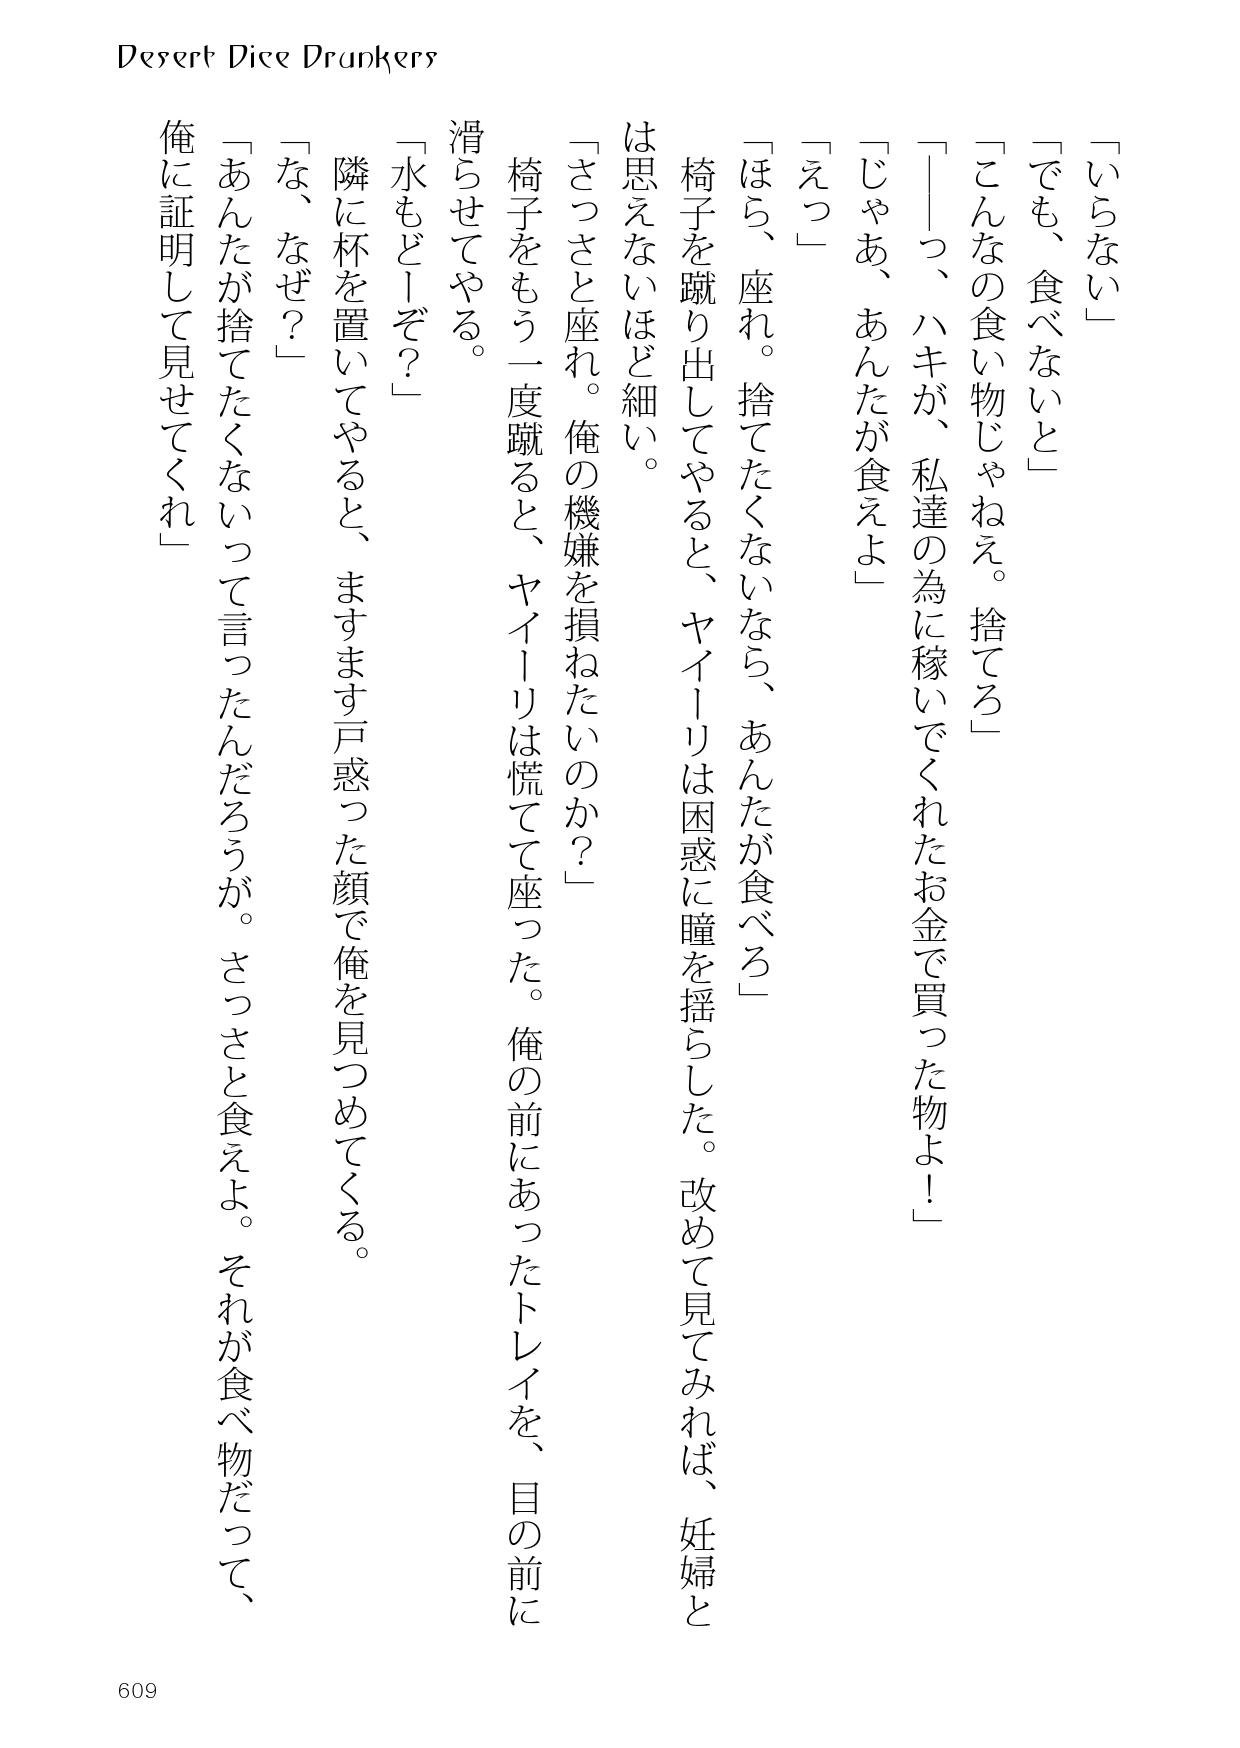 Desert Dice Drunkers
「いらない」
「でも、食べないと」
「こんなの食い物じゃねえ。捨てろ」
「――っ、ハキが、私達の為に稼いでくれたお金で買った物よ！」
「じゃあ、あんたが食えよ」
「えっ」
「ほら、座れ。捨てたくないなら、あんたが食べろ」
　椅子を蹴り出してやると、ヤイーリは困惑に瞳を揺らした。改めて見てみれば、妊婦と
は思えないほど細い。
「さっさと座れ。俺の機嫌を損ねたいのか？」
　椅子をもう一度蹴ると、ヤイーリは慌てて座った。俺の前にあったトレイを、目の前に
滑らせてやる。
「水もどーぞ？」
　隣に杯を置いてやると、ますます戸惑った顔で俺を見つめてくる。
「な、なぜ？」
「あんたが捨てたくないって言ったんだろうが。さっさと食えよ。それが食べ物だって、
俺に証明して見せてくれ」
609